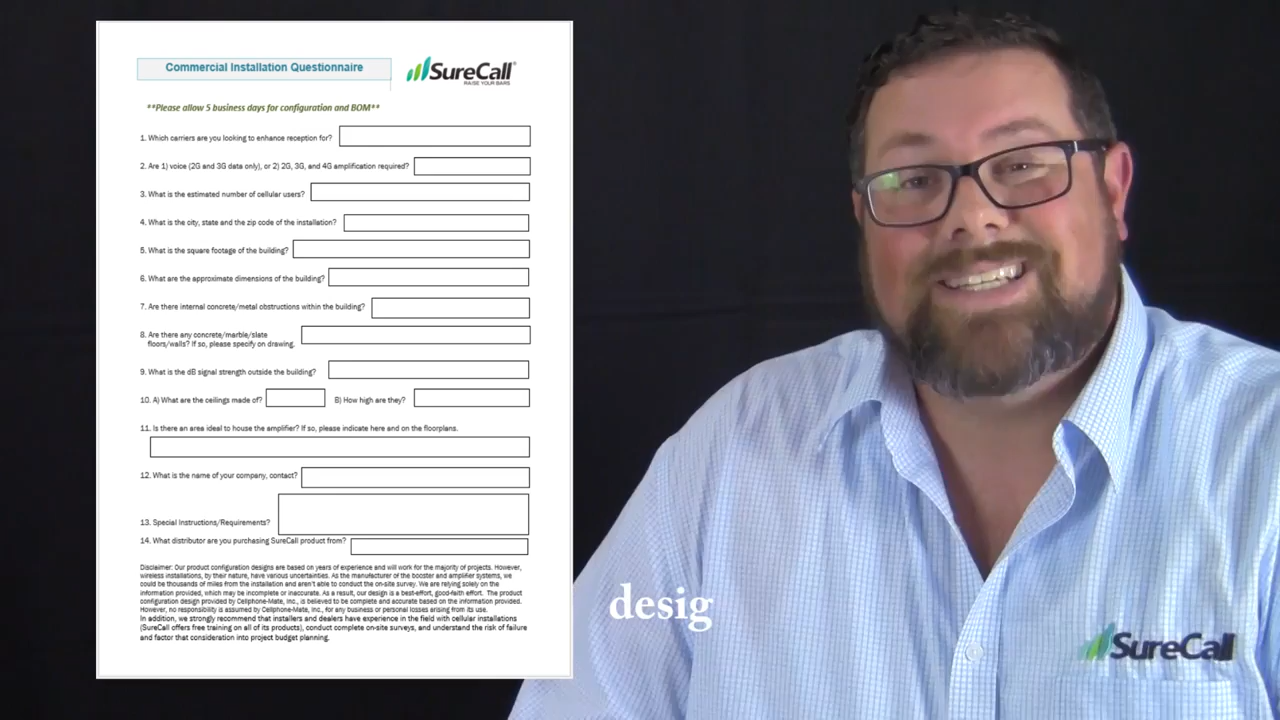 Commercial Installation Questionnaire
SureCall
RAISE YOUR BARS
**Please allow 5 business days for configuration and BOM**
1. Which carriers are you looking to enhance reception for?
2. Are 1) voice (2G and 3G data only), or 2) 2G, 3G, and 4G amplification required?
3. What is the estimated number of cellular users?
4. What is the city, state and the zip code of the installation?
5. What is the square footage of the building?
6. What are the approximate dimensions of the building?
7. Are there internal concrete/metal obstructions within the building?
8. Are there any concrete/marble/slate
floors/walls? If so, please specify on drawing.
9. What is the dB signal strength outside the building?
10. A) What are the ceilings made of? B) How high are they?
11. Is there an area ideal to house the amplifier? If so, please indicate here and on the floorplans.
12. What is the name of your company, contact?
13. Special Instructions/Requirements?
14. What distributor are you purchasing SureCall product from?
Disclaimer: Our product configuration designs are based on years of experience and will work for the majority of projects. However,
wireless installations, by their nature, have various uncertainties. As the manufacturer of the booster and amplifier systems, we
could be thousands of miles from the installation and aren't able to conduct the on-site survey. We are relying solely on the
information provided, which may be incomplete or inaccurate. As a result, our design is a best-effort, good-faith effort. The product
configuration design provided by Cellphone-Mate, Inc., is believed to be complete and accurate based on the information provided.
However, no responsibility is assumed by Cellphone-Mate, Inc., for any business or personal losses arising from its use.
In addition, we strongly recommend that installers and dealers have experience in the field with cellular installations
(SureCall offers free training on all of its products), conduct complete on-site surveys, and understand the risk of failure
and factor that consideration into project budget planning.
desig
SureCall